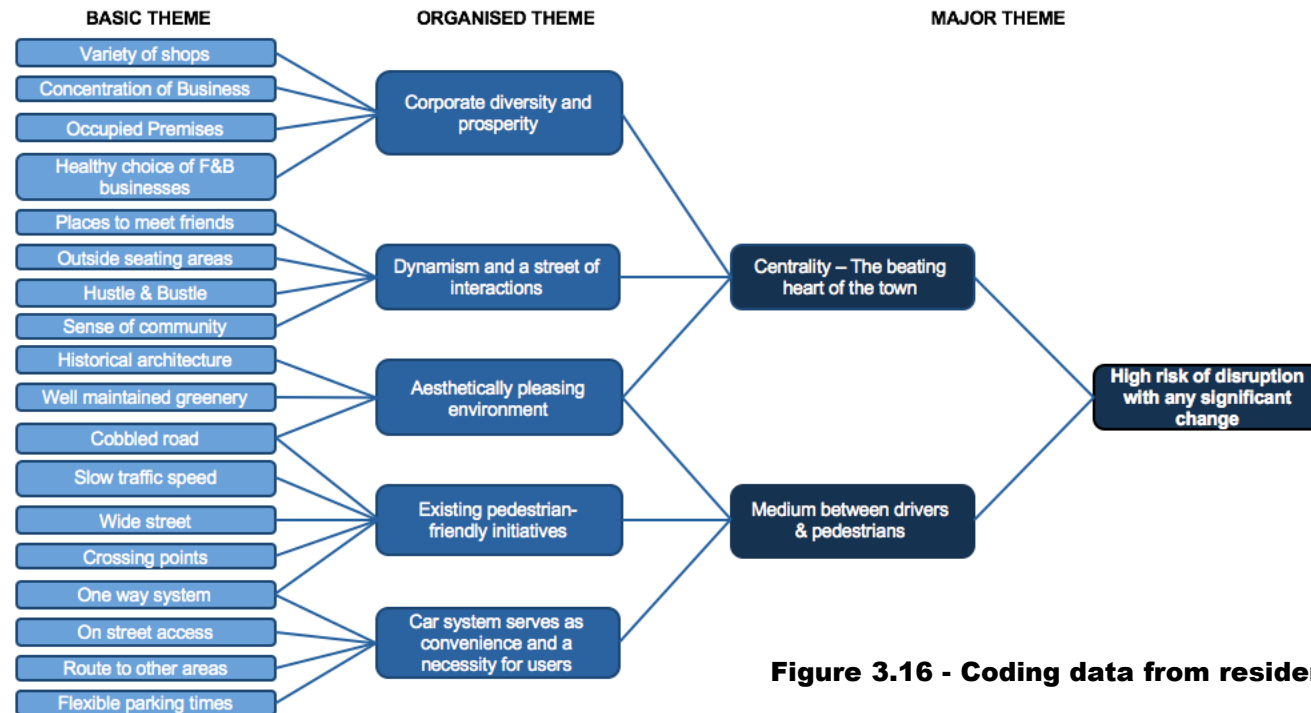 BASIC THEME
ORGANISED THEME
MAJOR THEME
Variety of shops
Concentration of Business
Occupied Premises
Healthy choice of F&B
businesses
Places to meet friends
Outside seating areas
Hustle & Bustle
Sense of community
Historical architecture
Well maintained greenery
Cobbled road
Slow traffic speed
Wide street
Crossing points
One way system
On street access
Route to other areas
Flexible parking times
Corporate diversity and
prosperity
Dynamism and a street of
interactions
Aesthetically pleasing
environment
Existing pedestrian-
friendly initiatives
Car system serves as
convenience and a
necessity for users
Centrality – The beating
heart of the town
Medium between drivers
& pedestrians
High risk of disruption
with any significant
change
Figure 3.16 - Coding data from